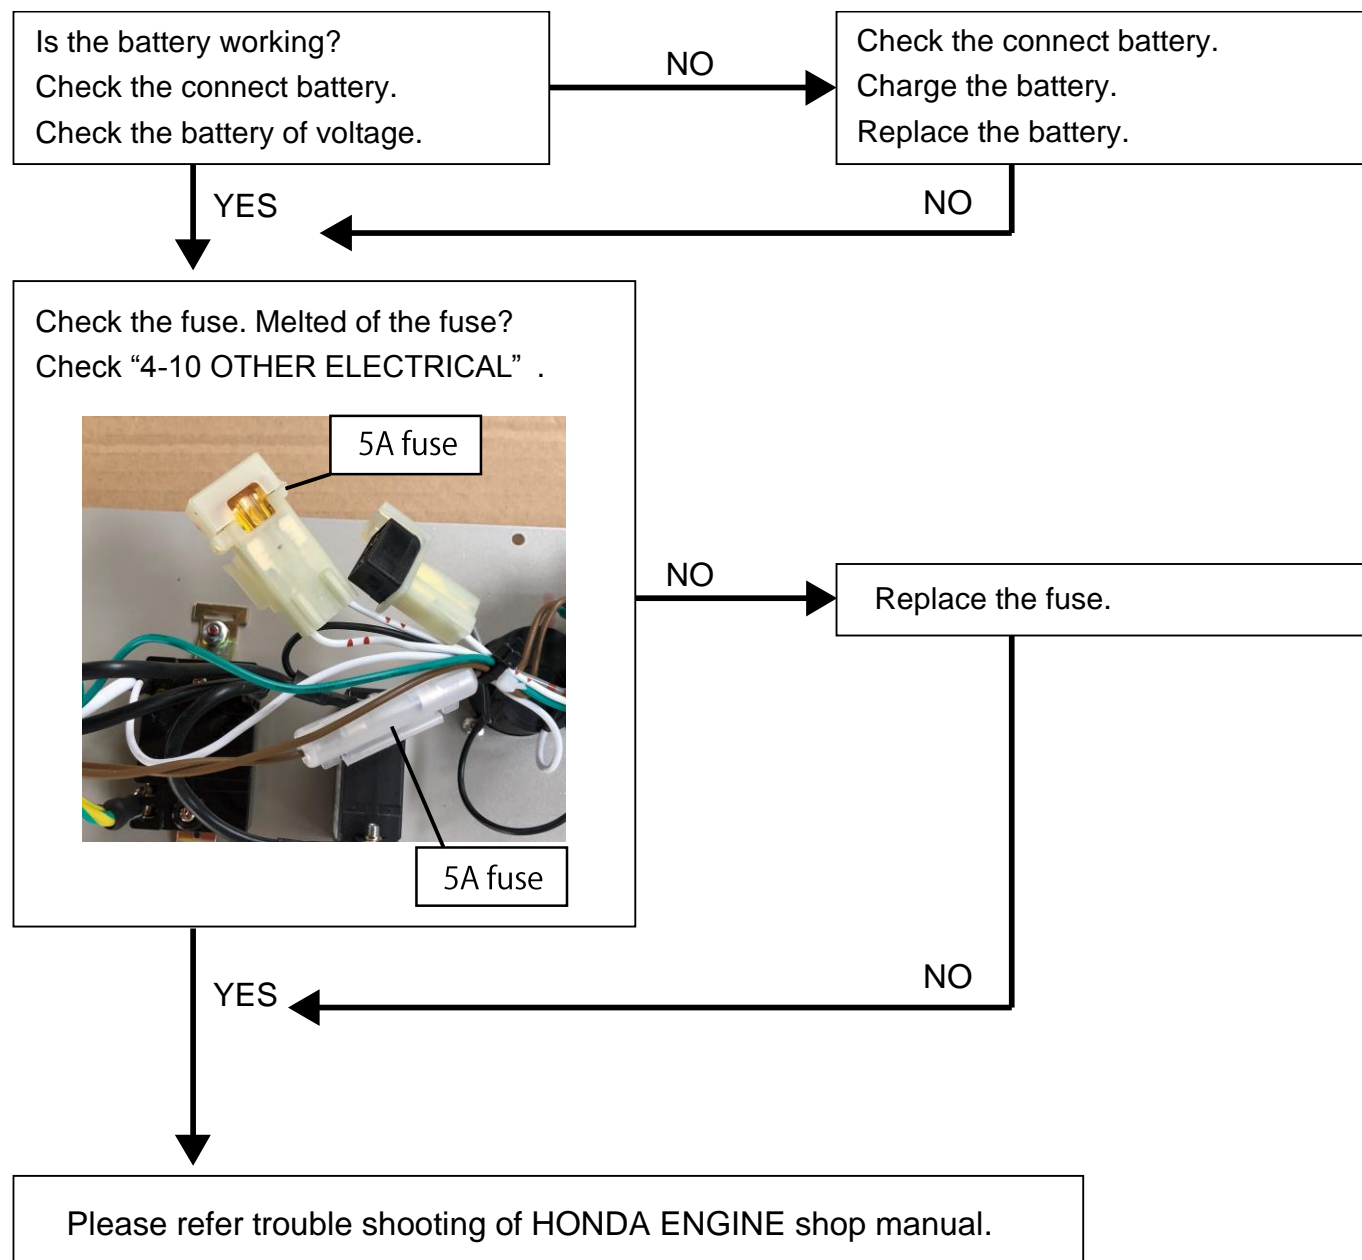 Is the battery working?
Check the connect battery.
Check the battery of voltage.
NO
Check the connect battery.
Charge the battery.
Replace the battery.
YES
NO
Check the fuse. Melted of the fuse?
Check “4-10 OTHER ELECTRICAL” .
5A fuse
5A fuse
NO
Replace the fuse.
YES
NO
Please refer trouble shooting of HONDA ENGINE shop manual.